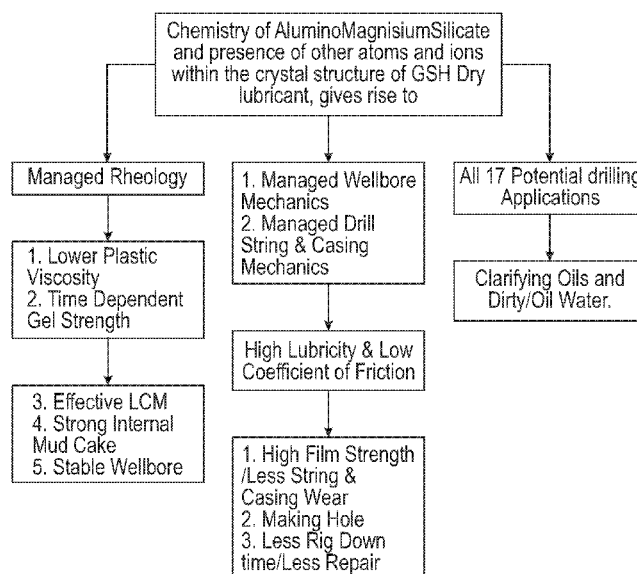 Chemistry of AluminoMagnisiumSilicate
and presence of other atoms and ions
within the crystal structure of GSH Dry
lubricant, gives rise to
Managed Rheology
1. Lower Plastic
Viscosity
2. Time Dependent
Gel Strength
3. Effective LCM
4. Strong Internal
Mud Cake
5. Stable Wellbore
1. Managed Wellbore
Mechanics
2. Managed Drill
String & Casing
Mechanics
High Lubricity & Low
Coefficient of Friction
1. High Film Strength
/Less String &
Casing Wear
2. Making Hole
3. Less Rig Down
time/Less Repair
All 17 Potential drilling
Applications
Clarifying Oils and
Dirty/Oil Water.